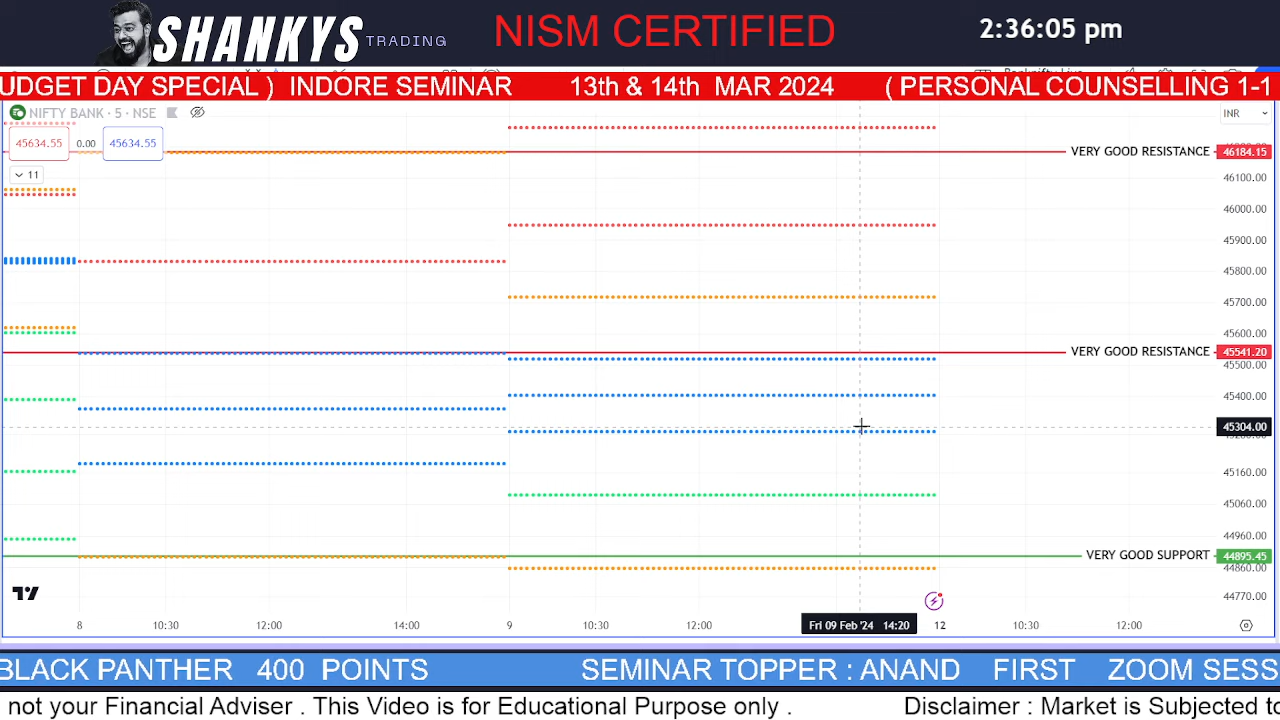 SHANKYS
TRADING
NISM CERTIFIED
2:36:05 pm
UDGET DAY SPECIAL ) INDORE SEMINAR 13th & 14th MAR 2024 ( PERSONAL COUNSELLING 1-1
NIFTY BANK · 5 · NSE
INR
45634.55 0.00 45634.55
11
VERY GOOD RESISTANCE 46184.15
46100.00
46000.00
45900.00
45800.00
45700.00
45600.00
VERY GOOD RESISTANCE 45541.20
45500.00
45400.00
45304.00
45160.00
45060.00
44960.00
VERY GOOD SUPPORT 44895.45
44860.00
44770.00
8 10:30 12:00 14:00 9 10:30 12:00 Fri 09 Feb '24 14:20 12 10:30 12:00
BLACK PANTHER 400 POINTS SEMINAR TOPPER : ANAND FIRST ZOOM SESS
not your Financial Adviser . This Video is for Educational Purpose only . Disclaimer : Market is Subjected to